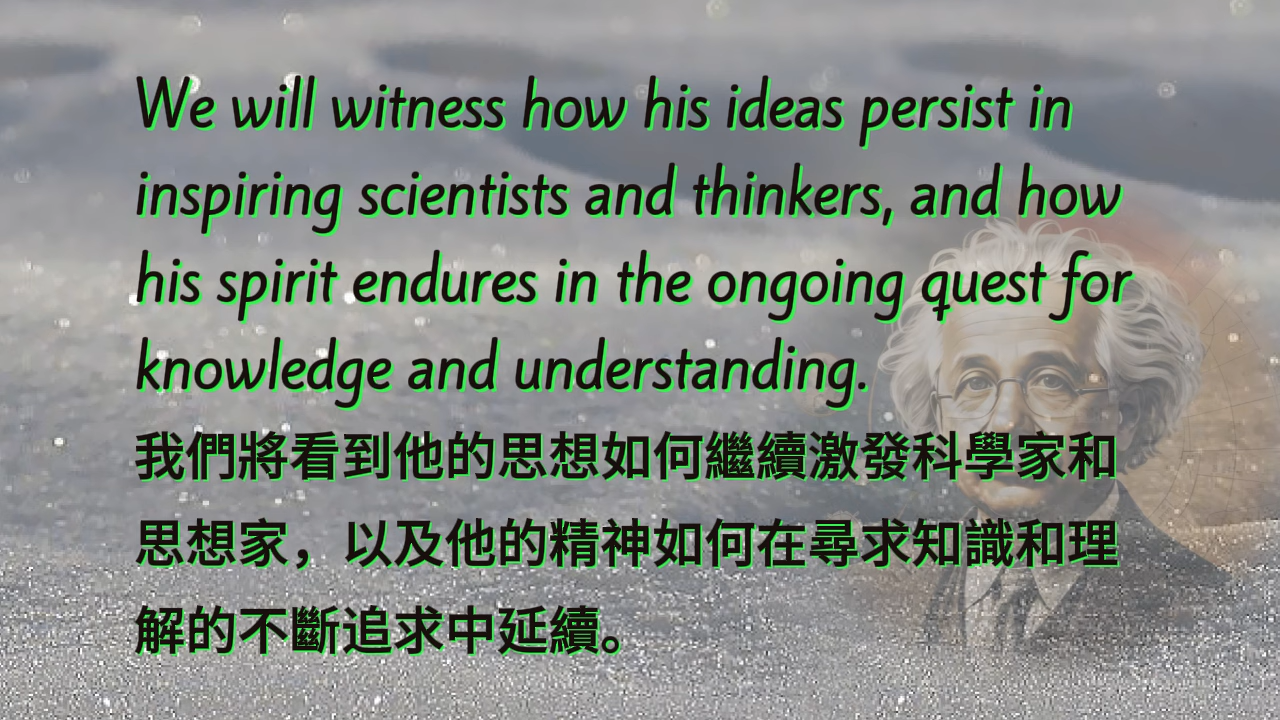 We will witness how his ideas persist in
inspiring scientists and thinkers, and how
his spirit endures in the ongoing quest for
knowledge and understanding.
我們將看到他的思想如何繼續激發科學家和
思想家，以及他的精神如何在尋求知識和理
解的不斷追求中延續。